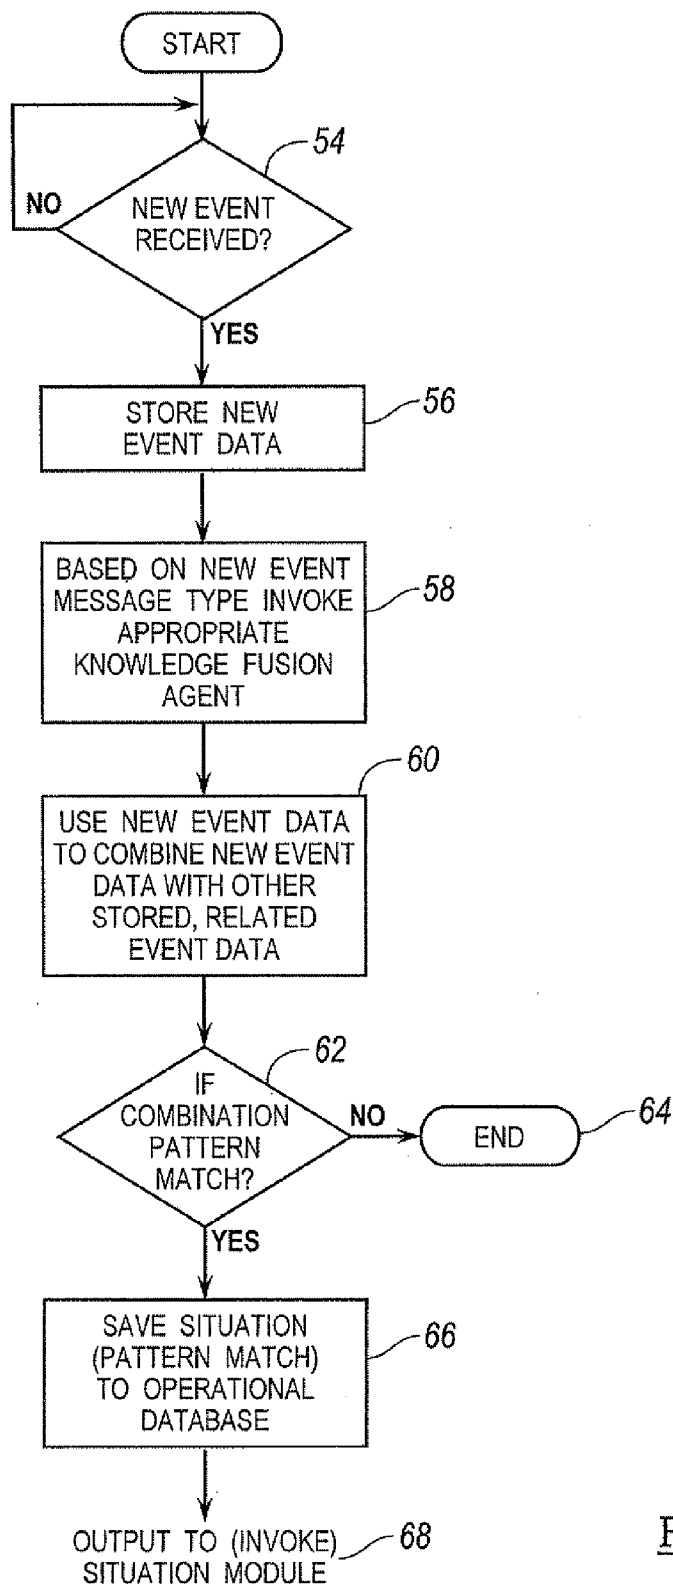 START
54
NO
NEW EVENT
RECEIVED?
YES
56
STORE NEW
EVENT DATA
BASED ON NEW EVENT
MESSAGE TYPE INVOKE
APPROPRIATE
KNOWLEDGE FUSION
AGENT
58
60
USE NEW EVENT DATA
TO COMBINE NEW EVENT
DATA WITH OTHER
STORED, RELATED
EVENT DATA
62
IF
COMBINATION
PATTERN
MATCH?
NO
END
64
YES
SAVE SITUATION
(PATTERN MATCH)
TO OPERATIONAL
DATABASE
66
OUTPUT TO (INVOKE)
SITUATION MODULE
68